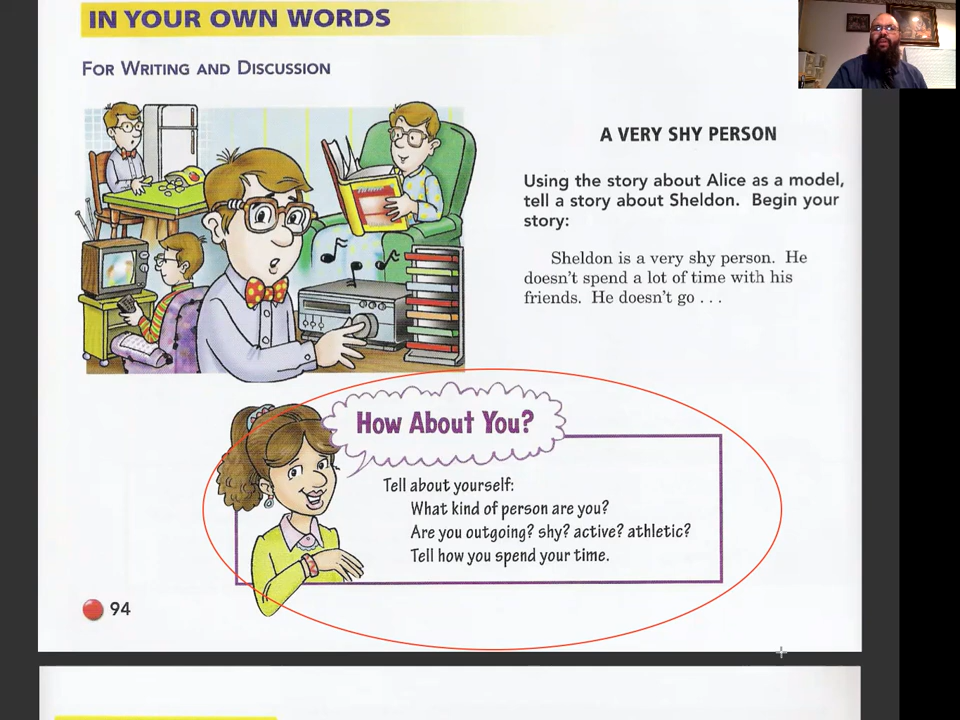 IN YOUR OWN WORDS
FOR WRITING AND DISCUSSION
A VERY SHY PERSON
Using the story about Alice as a model,
tell a story about Sheldon. Begin your
story:
Sheldon is a very shy person. He
doesn't spend a lot of time with his
friends. He doesn't go . . .
How About You?
Tell about yourself:
What kind of person are you?
Are you outgoing? shy? active? athletic?
Tell how you spend your time.
94